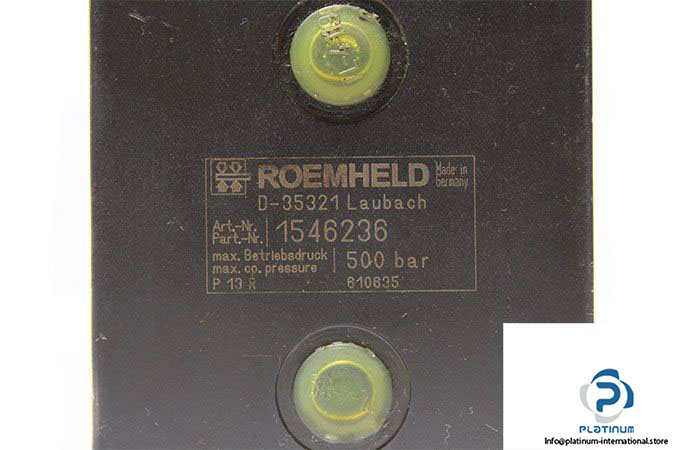 ROEMHELD
Made in
Germany
D-35321 Laubach
Art.-Nr.
Part.-Nr. 1546236
max. Betriebsdruck
max. op. pressure 500 bar
P 13 R 610635
PLATINUM
Info@platinum-international.store